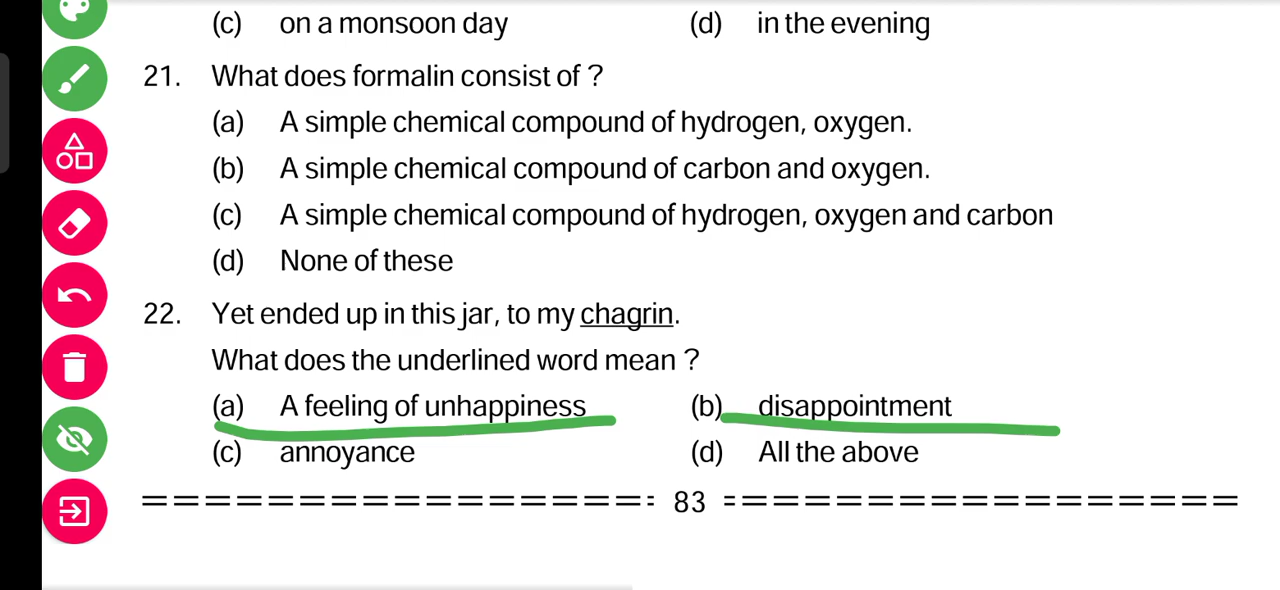 (c) on a monsoon day (d) in the evening
21. What does formalin consist of ?
(a) A simple chemical compound of hydrogen, oxygen.
(b) A simple chemical compound of carbon and oxygen.
(c) A simple chemical compound of hydrogen, oxygen and carbon
(d) None of these
22. Yet ended up in this jar, to my chagrin.
What does the underlined word mean ?
(a) A feeling of unhappiness (b) disappointment
(c) annoyance (d) All the above
================: 83 =================